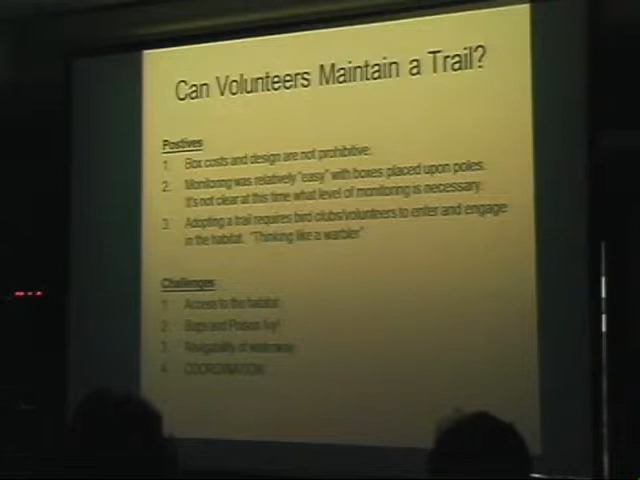 Can Volunteers Maintain a Trail?
Postives
1. Box costs and design are not prohibitive.
2. Monitoring was relatively "easy" with boxes placed upon poles.
It's not clear at this time what level of monitoring is necessary.
3. Adopting a trail requires bird clubs/volunteers to enter and engage
in the habitat. "Thinking like a warbler"
Challenges
1. Access to the habitat
2. Bugs and Poison Ivy!
3. Navigability of waterway
4. COORDINATION